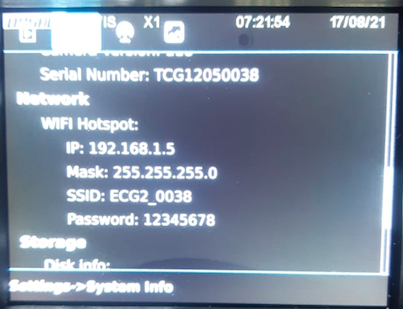 X1 07:21:54 17/08/21
Serial Number: TCG12050038
Network
WIFI Hotspot:
IP: 192.168.1.5
Mask: 255.255.255.0
SSID: ECG2_0038
Password: 12345678
Storage
Disk info:
Settings->System Info